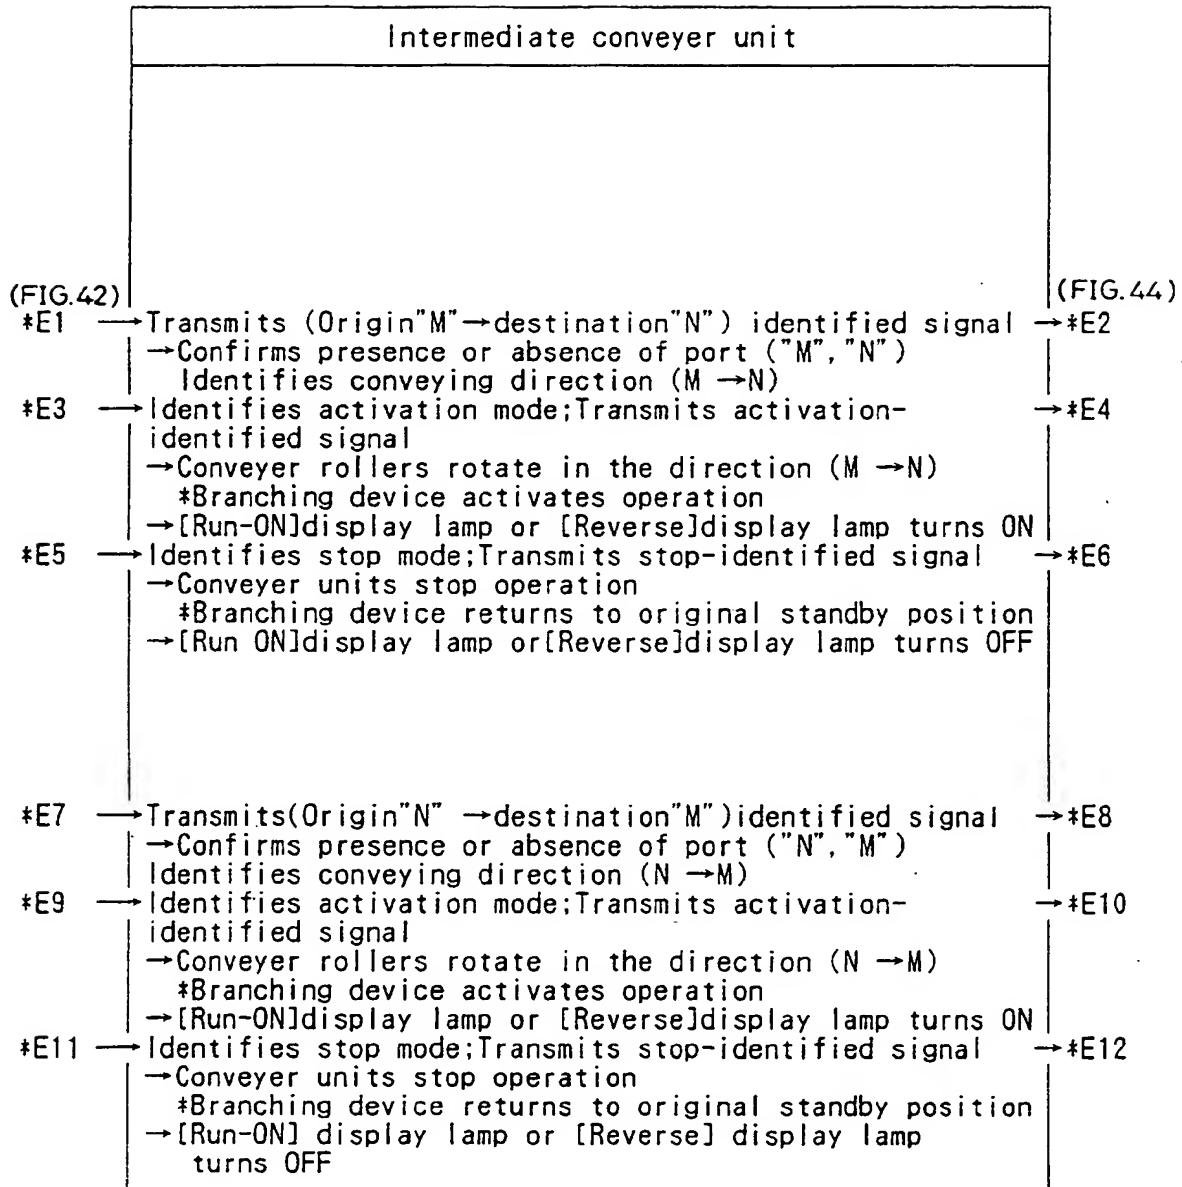 Intermediate conveyer unit
(FIG.42) (FIG.44)
*E1 →Transmits (Origin"M"→destination"N") identified signal →*E2
→Confirms presence or absence of port ("M","N")
Identifies conveying direction (M →N)
*E3 →Identifies activation mode;Transmits activation- →*E4
identified signal
→Conveyer rollers rotate in the direction (M →N)
*Branching device activates operation
→[Run-ON]display lamp or [Reverse]display lamp turns ON
*E5 →Identifies stop mode;Transmits stop-identified signal →*E6
→Conveyer units stop operation
*Branching device returns to original standby position
→[Run ON]display lamp or[Reverse]display lamp turns OFF
*E7 →Transmits(Origin"N" →destination"M")identified signal →*E8
→Confirms presence or absence of port ("N","M")
Identifies conveying direction (N →M)
*E9 →Identifies activation mode;Transmits activation- →*E10
identified signal
→Conveyer rollers rotate in the direction (N →M)
*Branching device activates operation
→[Run-ON]display lamp or [Reverse]display lamp turns ON
*E11 →Identifies stop mode;Transmits stop-identified signal →*E12
→Conveyer units stop operation
*Branching device returns to original standby position
→[Run-ON] display lamp or [Reverse] display lamp
turns OFF